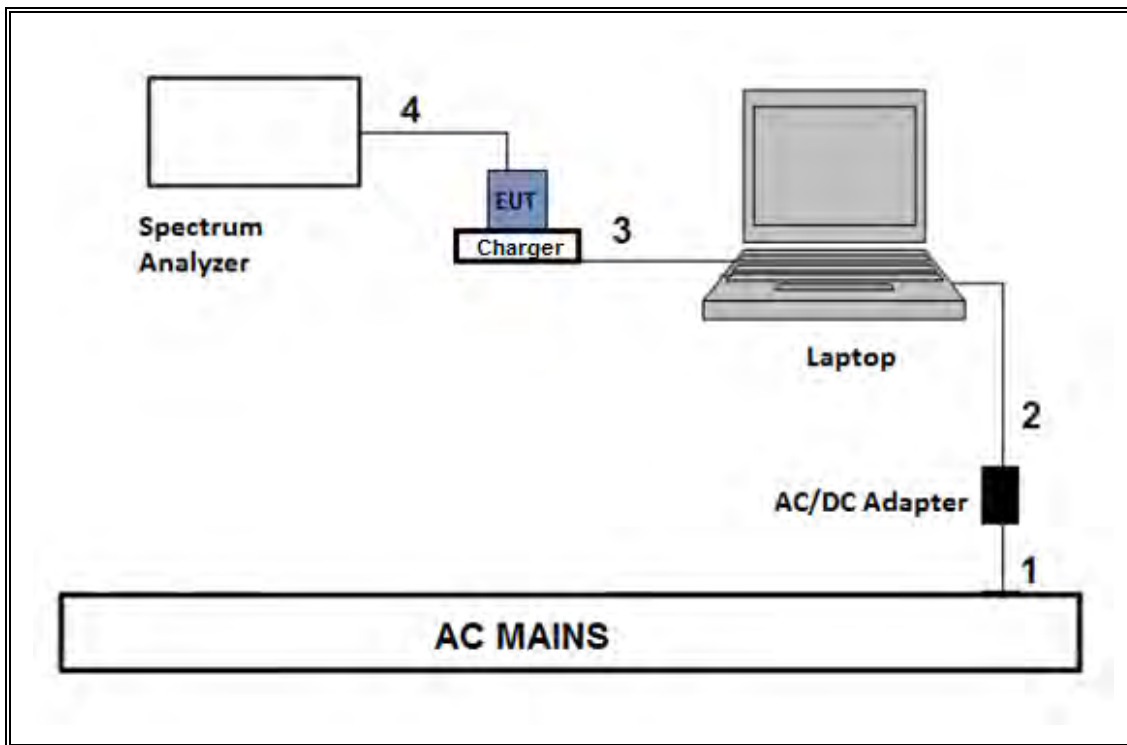 4
EUT
Charger
Spectrum
Analyzer
3
Laptop
2
AC/DC Adapter
1
AC MAINS